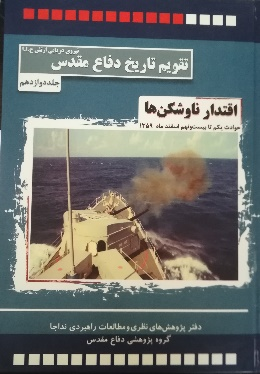 نیروی دریایی ارتش ج.ا.ا
تقویم تاریخ دفاع مقدس
جلد دوازدهم
اقتدار ناوشکن‌ها
حوادث یکم تا بیست‌ونهم اسفند ماه ۱۳۵۹
دفتر پژوهش‌های نظری و مطالعات راهبردی نداجا
گروه پژوهشی دفاع مقدس